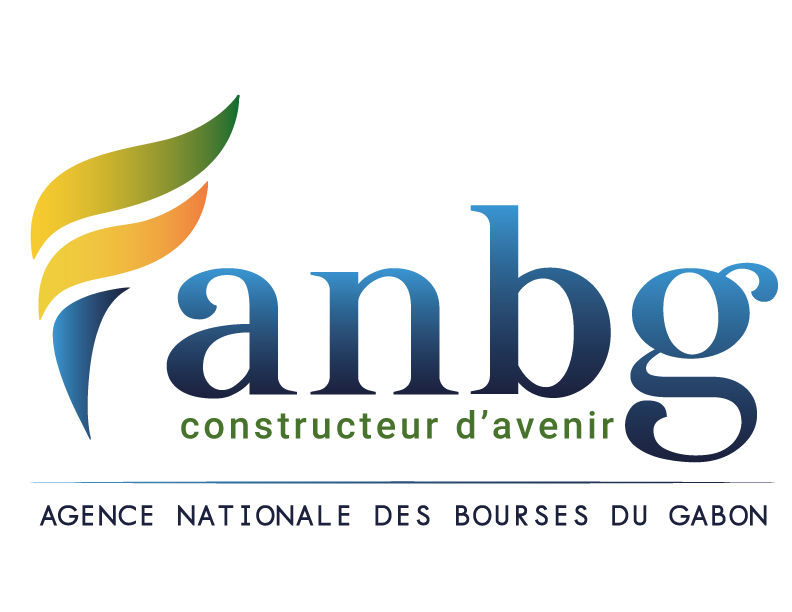 anbg
constructeur d'avenir
AGENCE NATIONALE DES BOURSES DU GABON